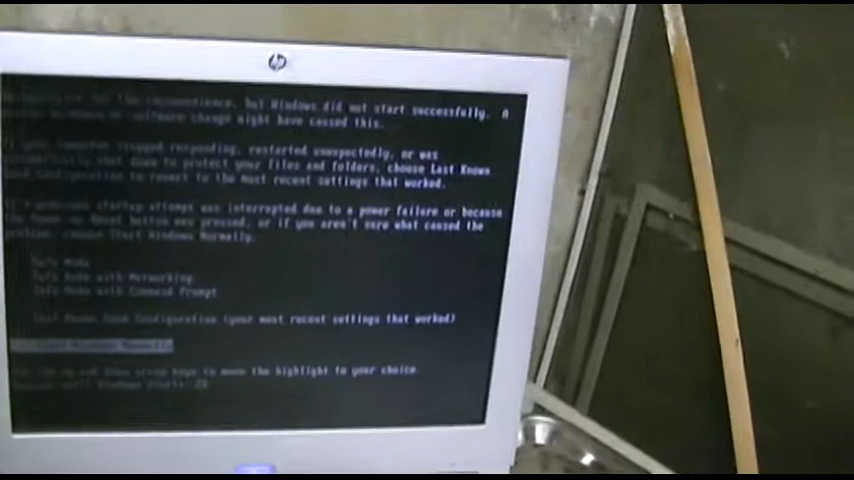 hp
for the inconvenience, but Windows did not start successfully. A
hardware or software change might have caused this.
If your computer stopped responding, restarted unexpectedly, or was
automatically shut down to protect your files and folders, choose Last Known
Good Configuration to revert to the most recent settings that worked.
If a previous startup attempt was interrupted due to a power failure or because
the Power or Reset button was pressed, or if you aren't sure what caused the
problem, choose Start Windows Normally.
Safe Mode
Safe Mode with Networking
Safe Mode with Command Prompt
Last Known Good Configuration (your most recent settings that worked)
Start Windows Normally
Use the up and down arrow keys to move the highlight to your choice.
Seconds until Windows starts: